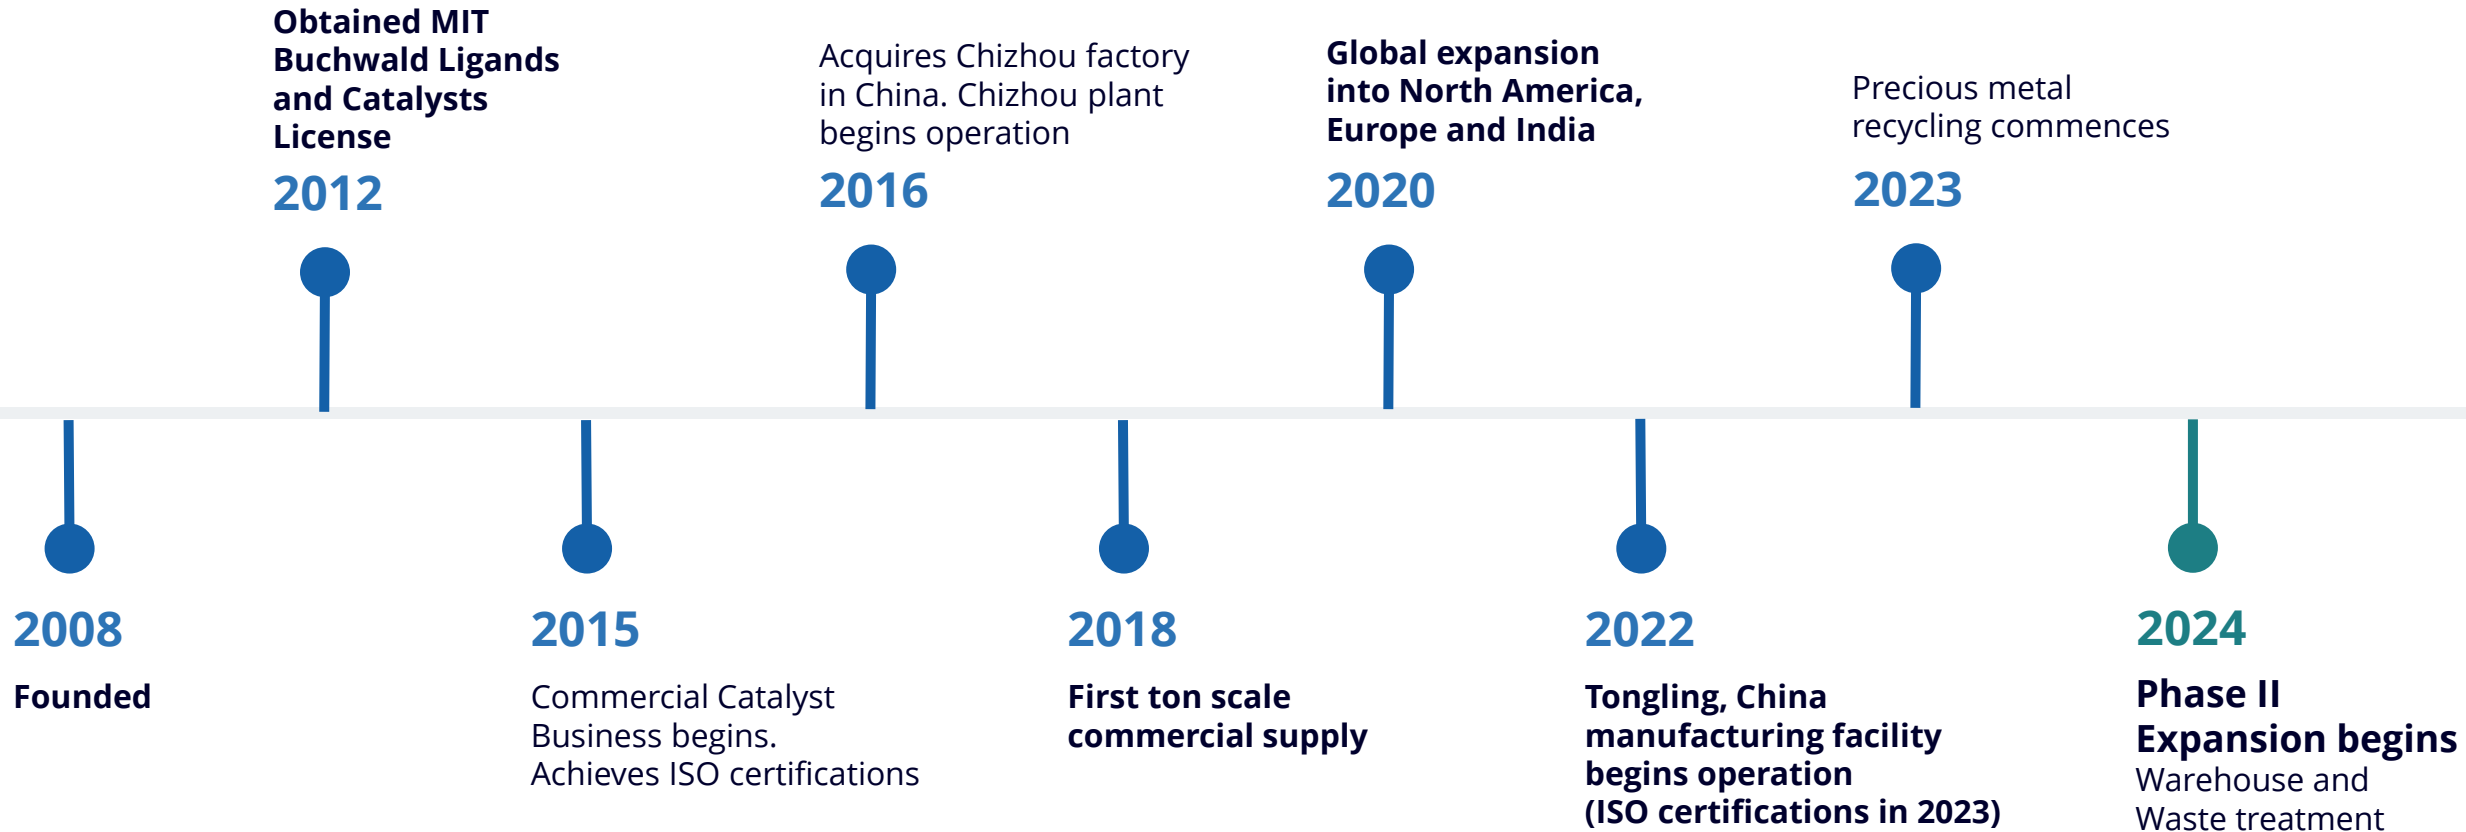 Obtained MIT
Buchwald Ligands
and Catalysts
License
2012
Acquires Chizhou factory
in China. Chizhou plant
begins operation
2016
Global expansion
into North America,
Europe and India
2020
Precious metal
recycling commences
2023
2008
Founded
2015
Commercial Catalyst
Business begins.
Achieves ISO certifications
2018
First ton scale
commercial supply
2022
Tongling, China
manufacturing facility
begins operation
(ISO certifications in 2023)
2024
Phase II
Expansion begins
Warehouse and
Waste treatment